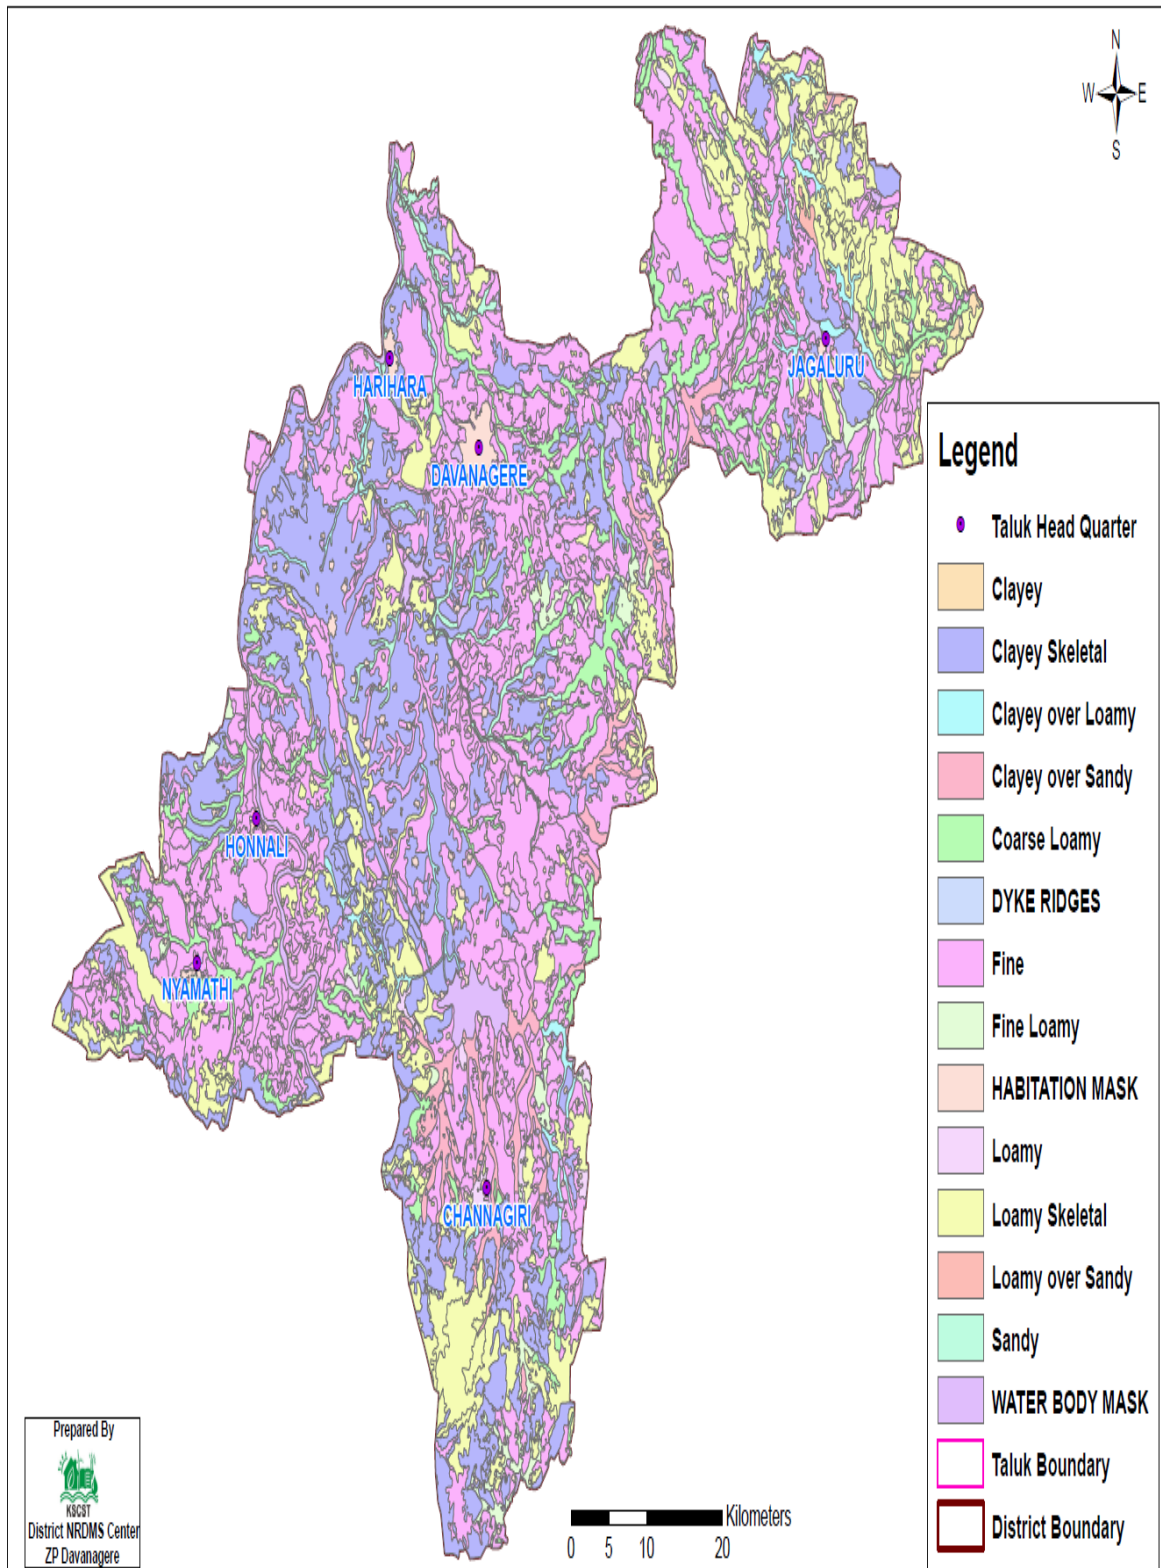 N
W E
S
HARIHARA
JAGALURU
DAVANAGERE
HONNALI
NYAMATHI
CHANNAGIRI
Legend
Taluk Head Quarter
Clayey
Clayey Skeletal
Clayey over Loamy
Clayey over Sandy
Coarse Loamy
DYKE RIDGES
Fine
Fine Loamy
HABITATION MASK
Loamy
Loamy Skeletal
Loamy over Sandy
Sandy
WATER BODY MASK
Taluk Boundary
District Boundary
Prepared By
KSCST
District NRDMS Center
ZP Davanagere
Kilometers
0 5 10 20